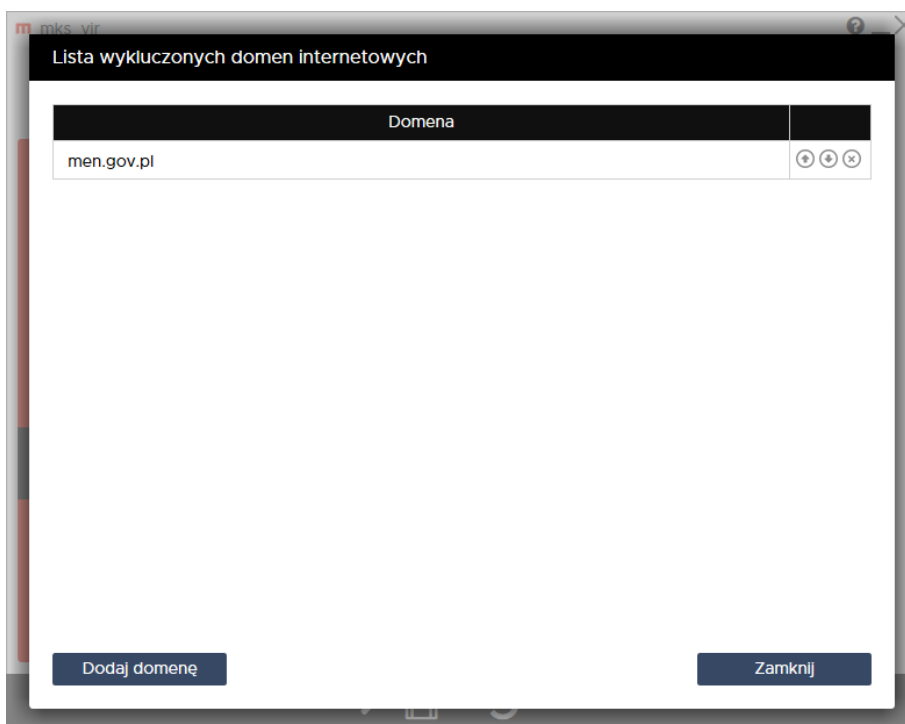 m mks_vir
Lista wykluczonych domen internetowych
Domena
men.gov.pl
Dodaj domenę
Zamknij